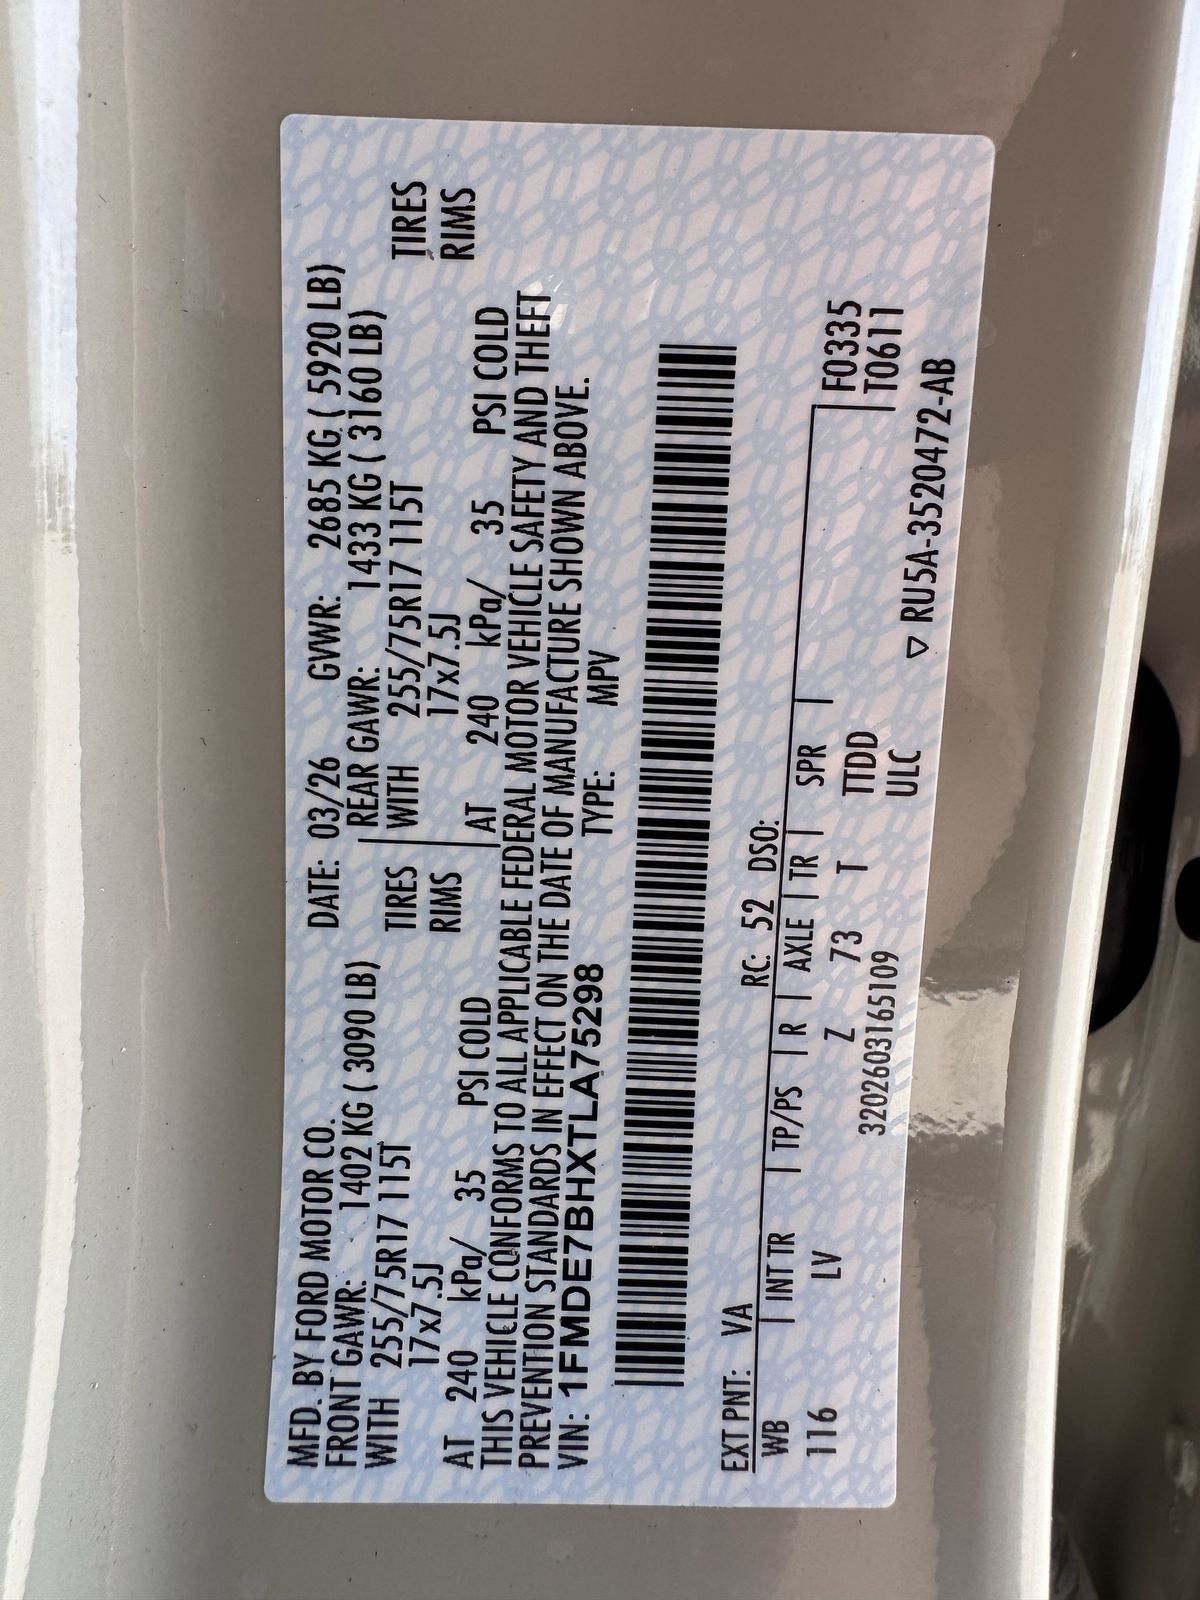 MFD. BY FORD MOTOR CO. DATE: 03/26 GVWR: 2685 KG ( 5920 LB)
FRONT GAWR: 1402 KG ( 3090 LB) REAR GAWR: 1433 KG ( 3160 LB)
WITH 255/75R17 115T TIRES WITH 255/75R17 115T TIRES
17x7.5J RIMS 17x7.5J RIMS
AT 240 kPa/ 35 PSI COLD AT 240 kPa/ 35 PSI COLD
THIS VEHICLE CONFORMS TO ALL APPLICABLE FEDERAL MOTOR VEHICLE SAFETY AND THEFT
PREVENTION STANDARDS IN EFFECT ON THE DATE OF MANUFACTURE SHOWN ABOVE.
VIN: 1FMDE7BHXTLA75298 TYPE: MPV
EXT PNT: VA RC: 52 DSO:
WB | INT TR | TP/PS | R | AXLE | TR | SPR | F0335
116 LV Z 73 T TTDD T0611
3202603165109 ULC
▽ RU5A-3520472-AB